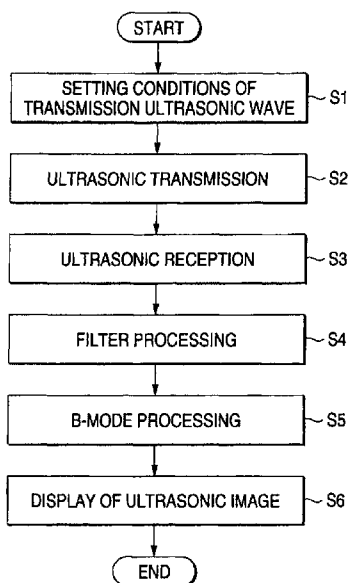 START
SETTING CONDITIONS OF
TRANSMISSION ULTRASONIC WAVE
S1
ULTRASONIC TRANSMISSION
S2
ULTRASONIC RECEPTION
S3
FILTER PROCESSING
S4
B-MODE PROCESSING
S5
DISPLAY OF ULTRASONIC IMAGE
S6
END